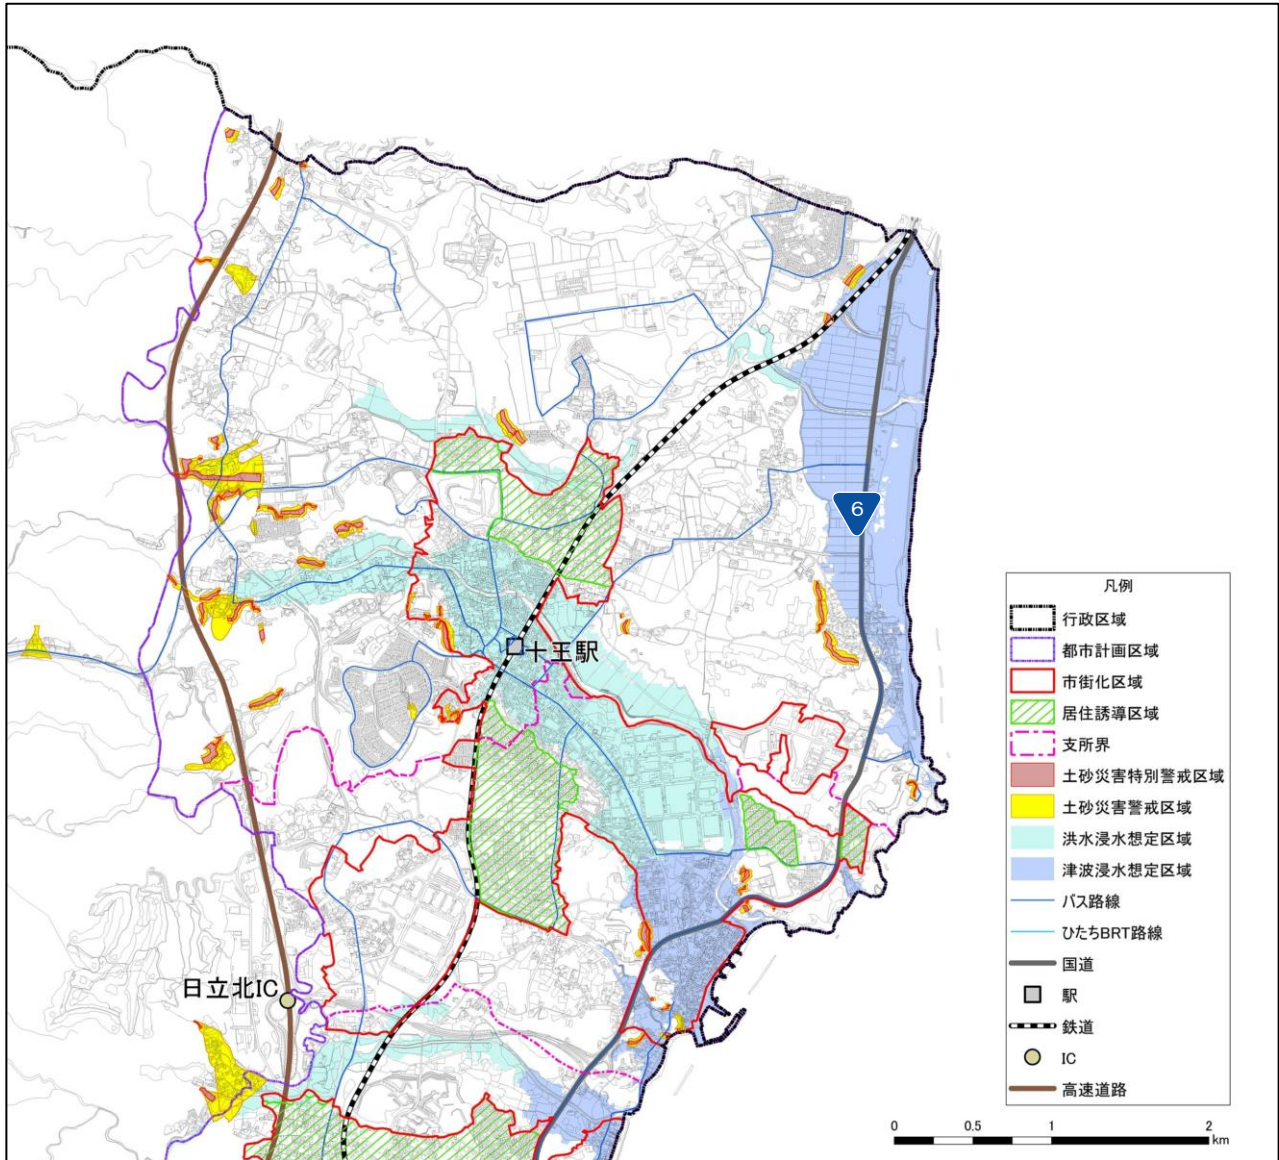 6
十王駅
日立北IC
凡例
行政区域
都市計画区域
市街化区域
居住誘導区域
支所界
土砂災害特別警戒区域
土砂災害警戒区域
洪水浸水想定区域
津波浸水想定区域
バス路線
ひたちBRT路線
国道
駅
鉄道
IC
高速道路
0 0.5 1 2
km